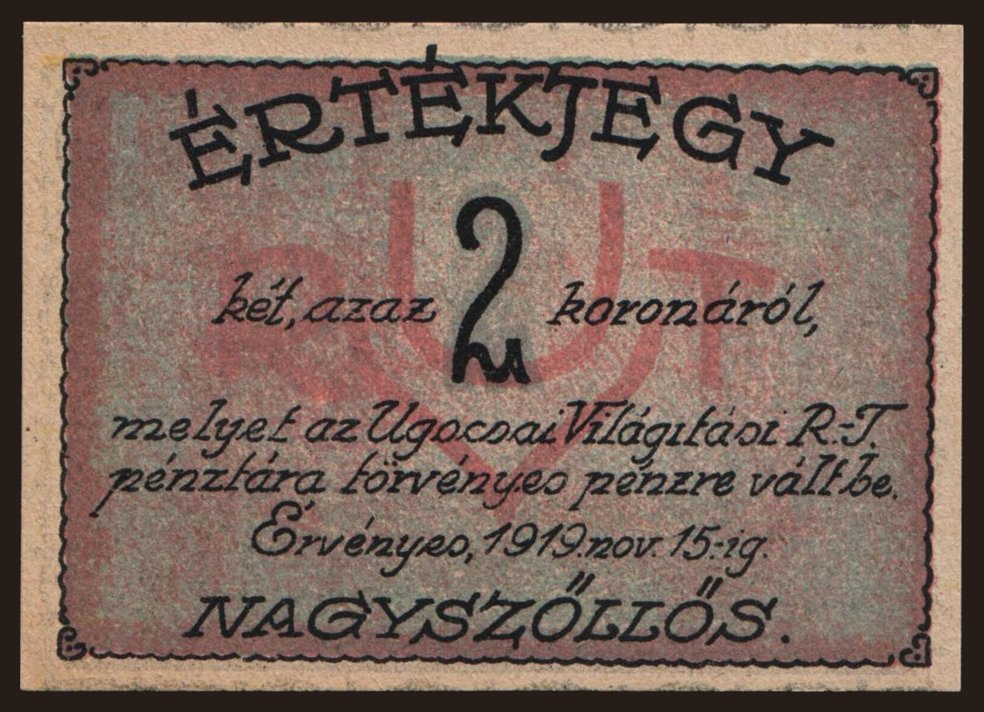 ÉRTÉKJEGY
2
két, azaz koronáról,
melyet az Ugocsai Világitási R.-T.
pénztára törvényes pénzre vált be.
Érvényes, 1919. nov. 15-ig.
NAGYSZŐLLŐS.